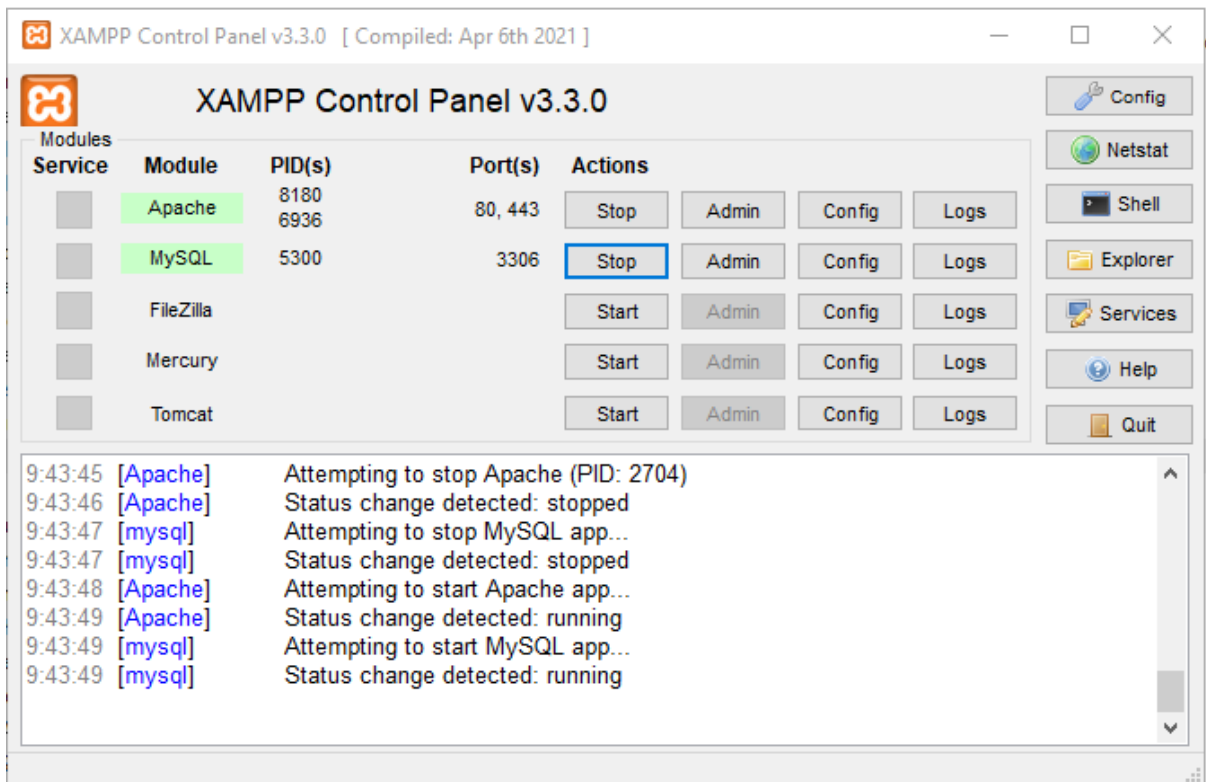 XAMPP Control Panel v3.3.0 [ Compiled: Apr 6th 2021 ]
XAMPP Control Panel v3.3.0
Config
Modules
Service Module PID(s) Port(s) Actions
Netstat
Apache 8180 6936 80, 443 Stop Admin Config Logs
Shell
MySQL 5300 3306 Stop Admin Config Logs
Explorer
FileZilla Start Admin Config Logs
Services
Mercury Start Admin Config Logs
Help
Tomcat Start Admin Config Logs
Quit
9:43:45 [Apache] Attempting to stop Apache (PID: 2704)
9:43:46 [Apache] Status change detected: stopped
9:43:47 [mysql] Attempting to stop MySQL app...
9:43:47 [mysql] Status change detected: stopped
9:43:48 [Apache] Attempting to start Apache app...
9:43:49 [Apache] Status change detected: running
9:43:49 [mysql] Attempting to start MySQL app...
9:43:49 [mysql] Status change detected: running